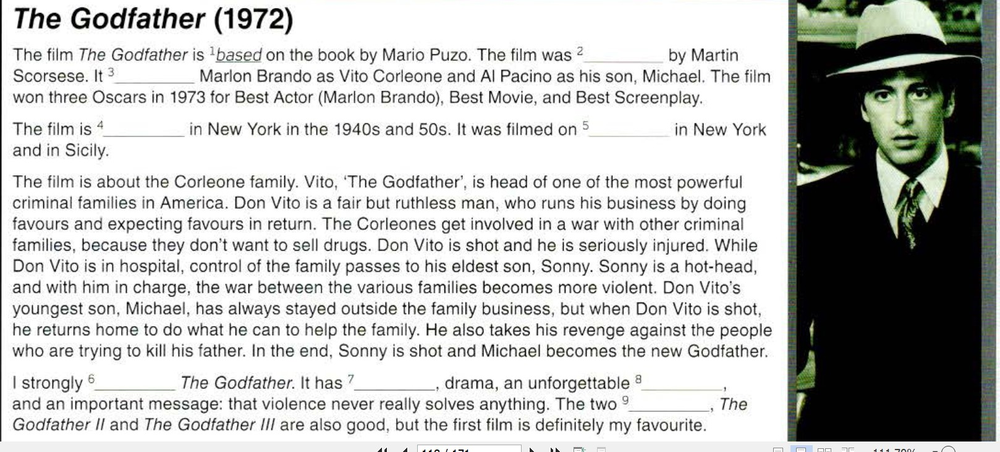 The Godfather (1972)
The film The Godfather is 1based on the book by Mario Puzo. The film was 2__________ by Martin
Scorsese. It 3__________ Marlon Brando as Vito Corleone and Al Pacino as his son, Michael. The film
won three Oscars in 1973 for Best Actor (Marlon Brando), Best Movie, and Best Screenplay.
The film is 4__________ in New York in the 1940s and 50s. It was filmed on 5__________ in New York
and in Sicily.
The film is about the Corleone family. Vito, ‘The Godfather’, is head of one of the most powerful
criminal families in America. Don Vito is a fair but ruthless man, who runs his business by doing
favours and expecting favours in return. The Corleones get involved in a war with other criminal
families, because they don’t want to sell drugs. Don Vito is shot and he is seriously injured. While
Don Vito is in hospital, control of the family passes to his eldest son, Sonny. Sonny is a hot-head,
and with him in charge, the war between the various families becomes more violent. Don Vito’s
youngest son, Michael, has always stayed outside the family business, but when Don Vito is shot,
he returns home to do what he can to help the family. He also takes his revenge against the people
who are trying to kill his father. In the end, Sonny is shot and Michael becomes the new Godfather.
I strongly 6__________ The Godfather. It has 7__________, drama, an unforgettable 8__________,
and an important message: that violence never really solves anything. The two 9__________, The
Godfather II and The Godfather III are also good, but the first film is definitely my favourite.